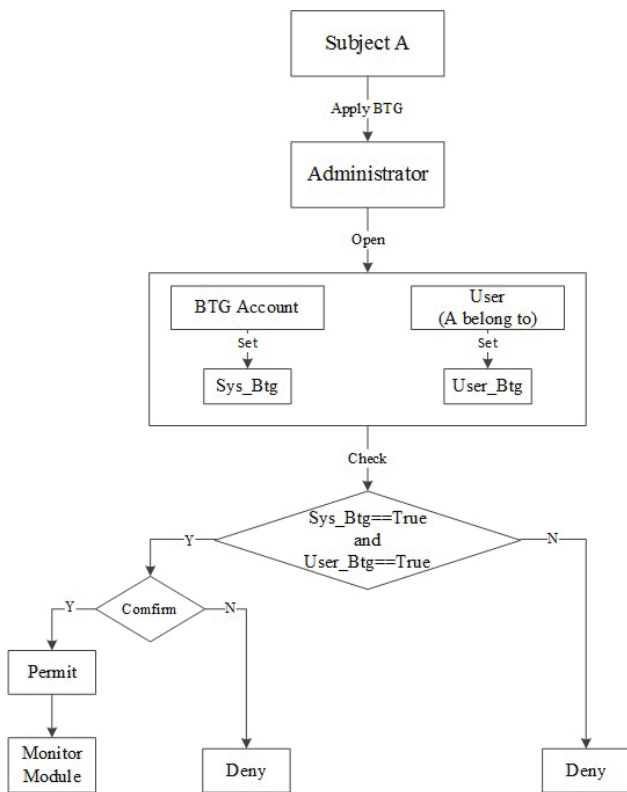 Subject A
Apply BTG
Administrator
Open
BTG Account
User
(A belong to)
Set
Set
Sys_Btg
User_Btg
Check
Sys_Btg==True
and
User_Btg==True
Y
N
Comfirm
Y
N
Permit
Monitor
Module
Deny
Deny